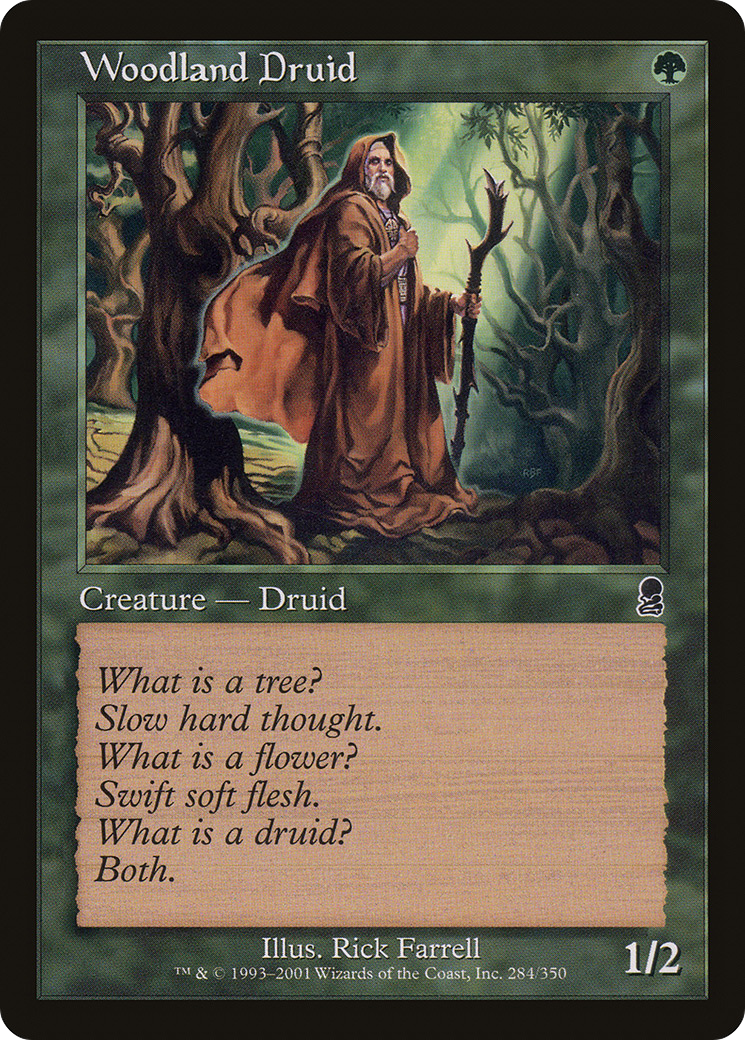 Woodland Druid
RBF
Creature — Druid
What is a tree?
Slow hard thought.
What is a flower?
Swift soft flesh.
What is a druid?
Both.
Illus. Rick Farrell
™ & © 1993–2001 Wizards of the Coast, Inc. 284/350
1/2